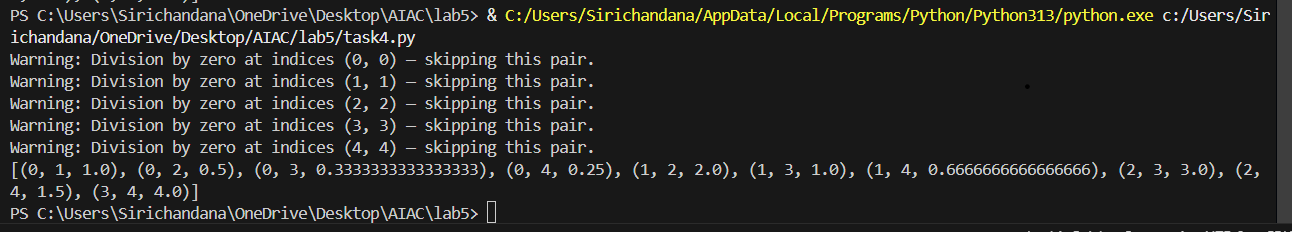 PS C:\Users\Sirichandana\OneDrive\Desktop\AIAC\lab5> & C:/Users/Sirichandana/AppData/Local/Programs/Python/Python313/python.exe c:/Users/Sir
ichandana/OneDrive/Desktop/AIAC/lab5/task4.py
Warning: Division by zero at indices (0, 0) – skipping this pair.
Warning: Division by zero at indices (1, 1) – skipping this pair.
Warning: Division by zero at indices (2, 2) – skipping this pair.
Warning: Division by zero at indices (3, 3) – skipping this pair.
Warning: Division by zero at indices (4, 4) – skipping this pair.
[(0, 1, 1.0), (0, 2, 0.5), (0, 3, 0.3333333333333333), (0, 4, 0.25), (1, 2, 2.0), (1, 3, 1.0), (1, 4, 0.6666666666666666), (2, 3, 3.0), (2,
4, 1.5), (3, 4, 4.0)]
PS C:\Users\Sirichandana\OneDrive\Desktop\AIAC\lab5>